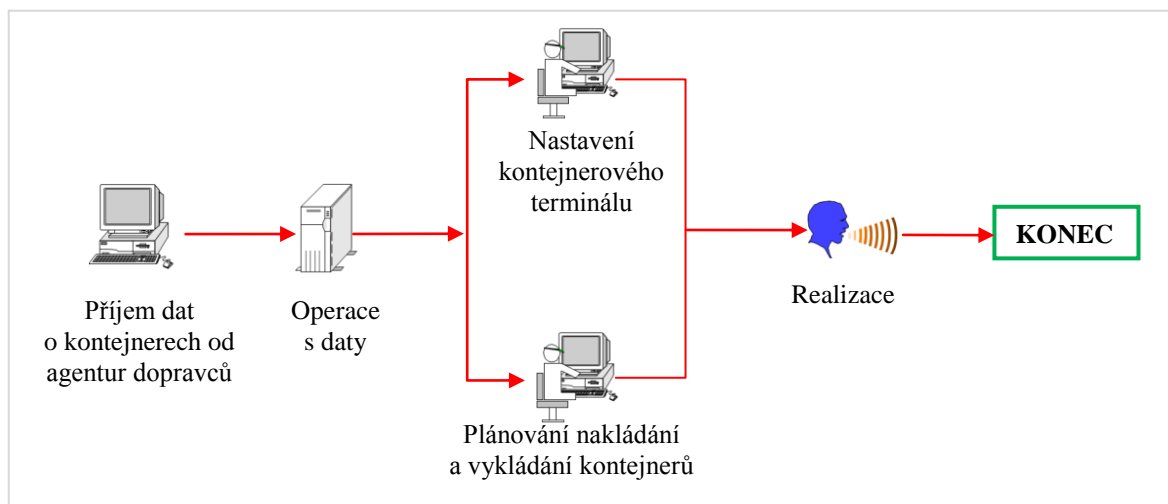 Příjem dat
o kontejnerech od
agentur dopravců
Operace
s daty
Nastavení
kontejnerového
terminálu
Plánování nakládání
a vykládání kontejnerů
Realizace
KONEC